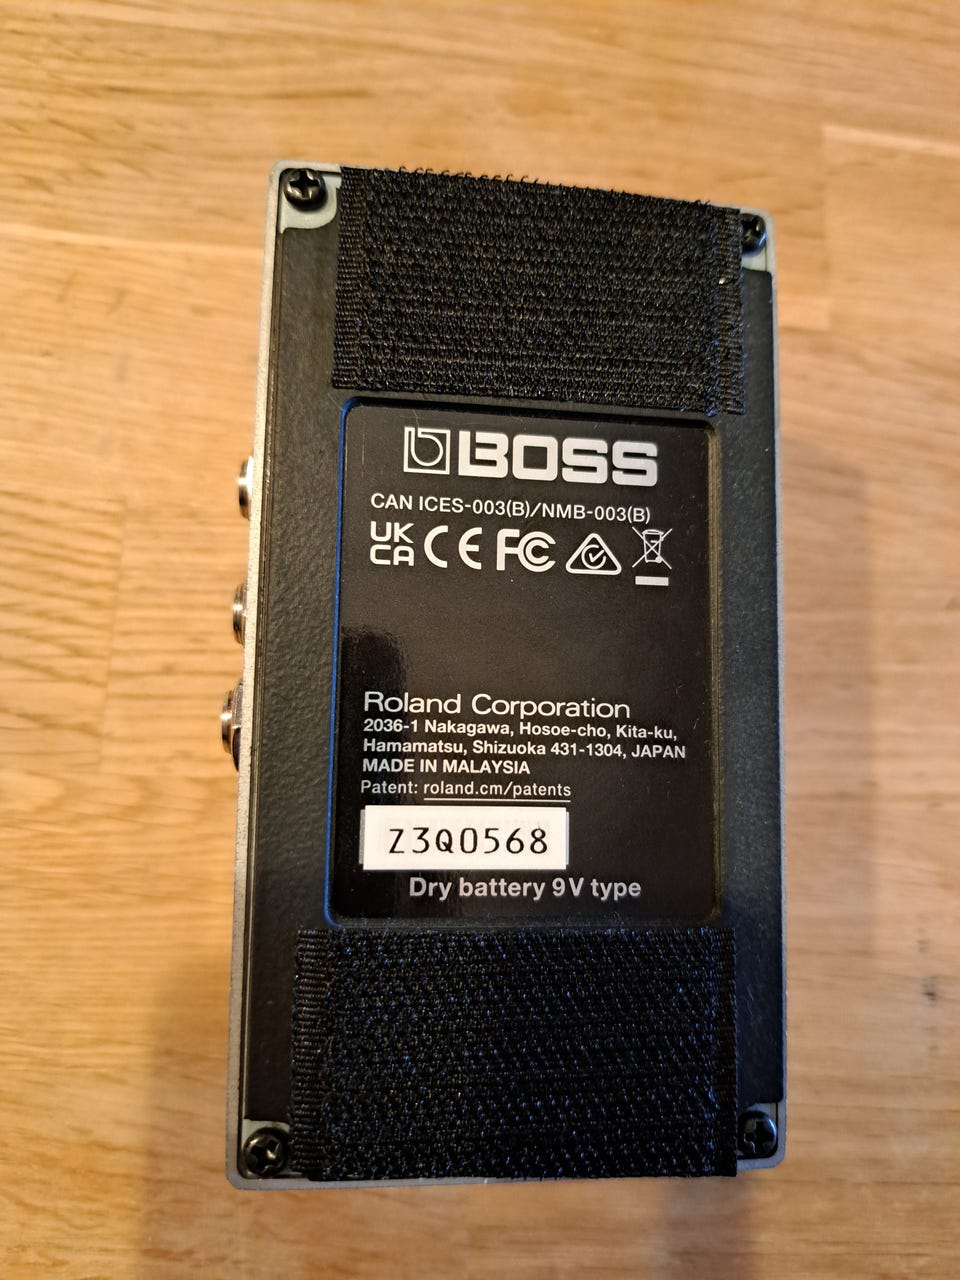 BOSS
CAN ICES-003(B)/NMB-003(B)
UK
CA CE FC
Roland Corporation
2036-1 Nakagawa, Hosoe-cho, Kita-ku,
Hamamatsu, Shizuoka 431-1304, JAPAN
MADE IN MALAYSIA
Patent: roland.cm/patents
Z3Q0568
Dry battery 9V type